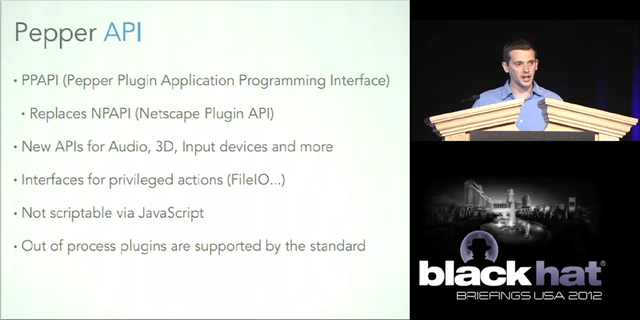 Pepper API
• PPAPI (Pepper Plugin Application Programming Interface)
• Replaces NPAPI (Netscape Plugin API)
• New APIs for Audio, 3D, Input devices and more
• Interfaces for privileged actions (FileIO...)
• Not scriptable via JavaScript
• Out of process plugins are supported by the standard
black hat®
BRIEFINGS USA 2012